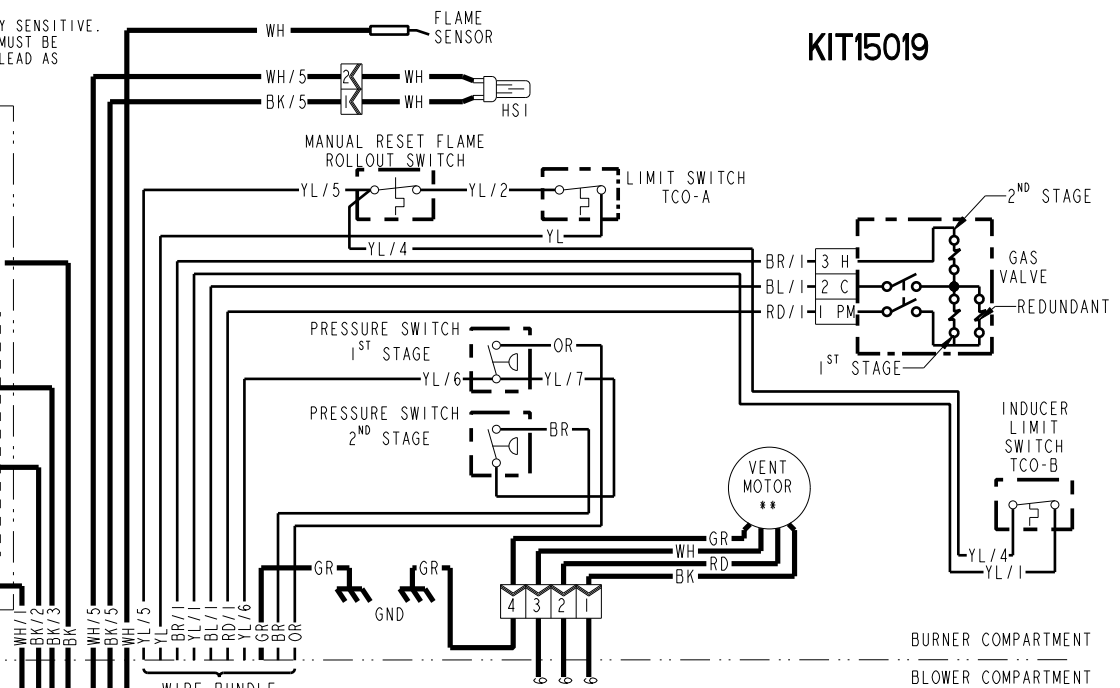 Y SENSITIVE.
MUST BE
LEAD AS
KIT15019
WH
FLAME
SENSOR
WH/5
2
WH
BK/5
1
WH
HSI
MANUAL RESET FLAME
ROLLOUT SWITCH
YL/5
YL/2
LIMIT SWITCH
TCO-A
YL
YL/4
2ND STAGE
BR/1 3 H
BL/1 2 C
RD/1 1 PM
GAS
VALVE
REDUNDANT
1ST STAGE
PRESSURE SWITCH
1ST STAGE
OR
YL/6
YL/7
PRESSURE SWITCH
2ND STAGE
BR
INDUCER
LIMIT
SWITCH
TCO-B
VENT
MOTOR
**
YL/4
YL/1
GR
WH
RD
BK
GR
GR
GND
4 3 2 1
WH/1
BK/2
BK/3
BK
WH/5
BK/5
WH
YL/5
YL
BR/1
YL/1
BL/1
RD/1
YL/6
GR
BR
OR
BURNER COMPARTMENT
BLOWER COMPARTMENT
WIRE BUNDLE